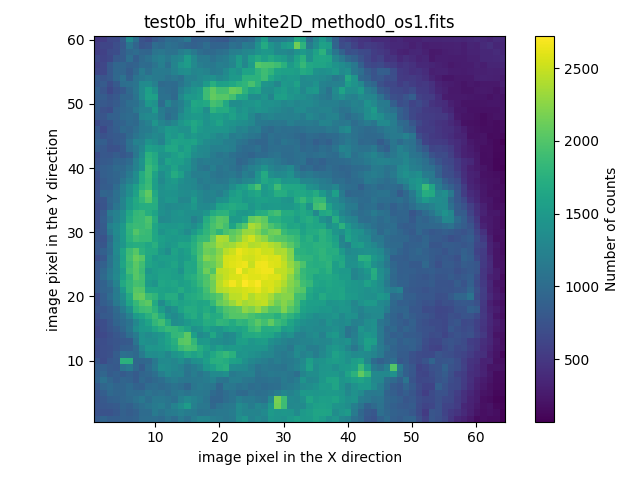 test0b_ifu_white2D_method0_os1.fits
60
50
40
30
20
10
image pixel in the Y direction
10 20 30 40 50 60
image pixel in the X direction
2500
2000
1500
1000
500
Number of counts